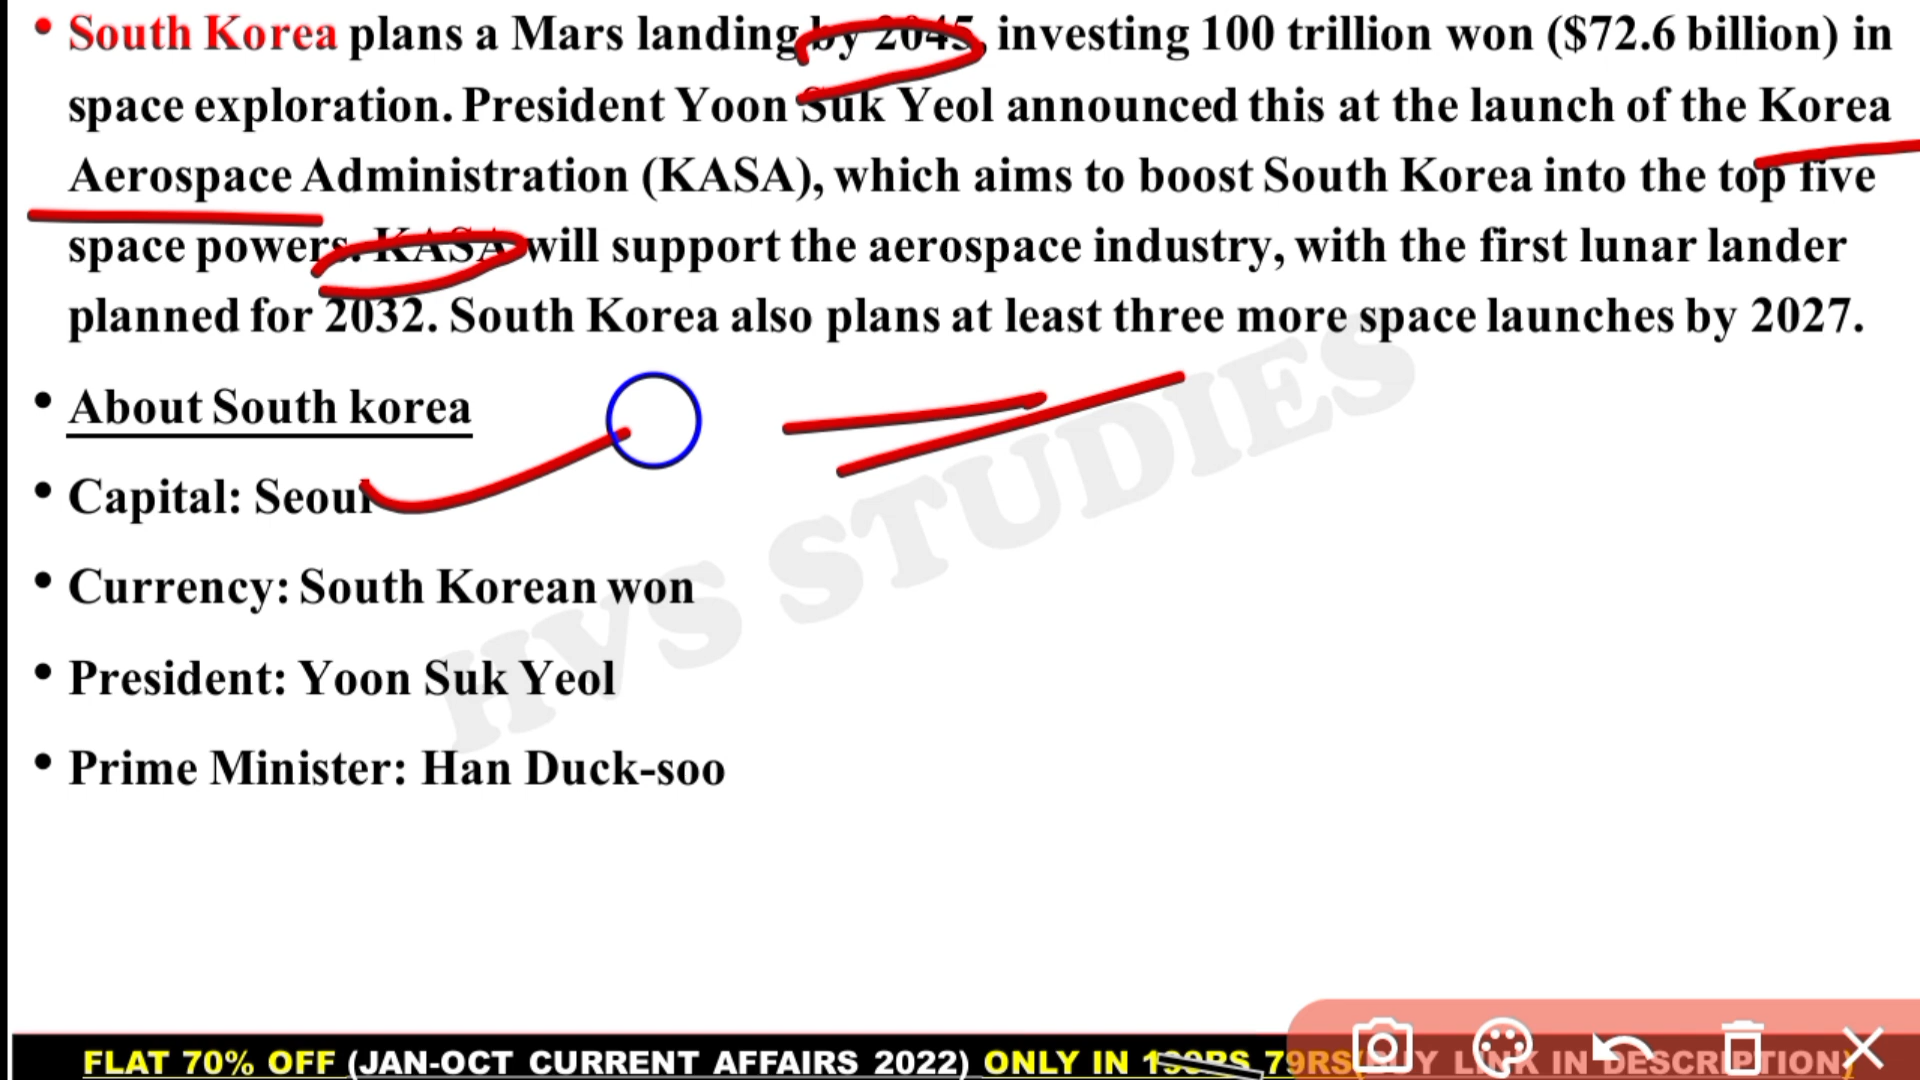 • South Korea plans a Mars landing by 2045, investing 100 trillion won ($72.6 billion) in
space exploration. President Yoon Suk Yeol announced this at the launch of the Korea
Aerospace Administration (KASA), which aims to boost South Korea into the top five
space powers. KASA will support the aerospace industry, with the first lunar lander
planned for 2032. South Korea also plans at least three more space launches by 2027.
• About South korea
• Capital: Seoul
• Currency: South Korean won
• President: Yoon Suk Yeol
• Prime Minister: Han Duck-soo
HVS STUDIES
FLAT 70% OFF (JAN-OCT CURRENT AFFAIRS 2022) ONLY IN 79RS(BUY LINK IN DESCRIPTION)